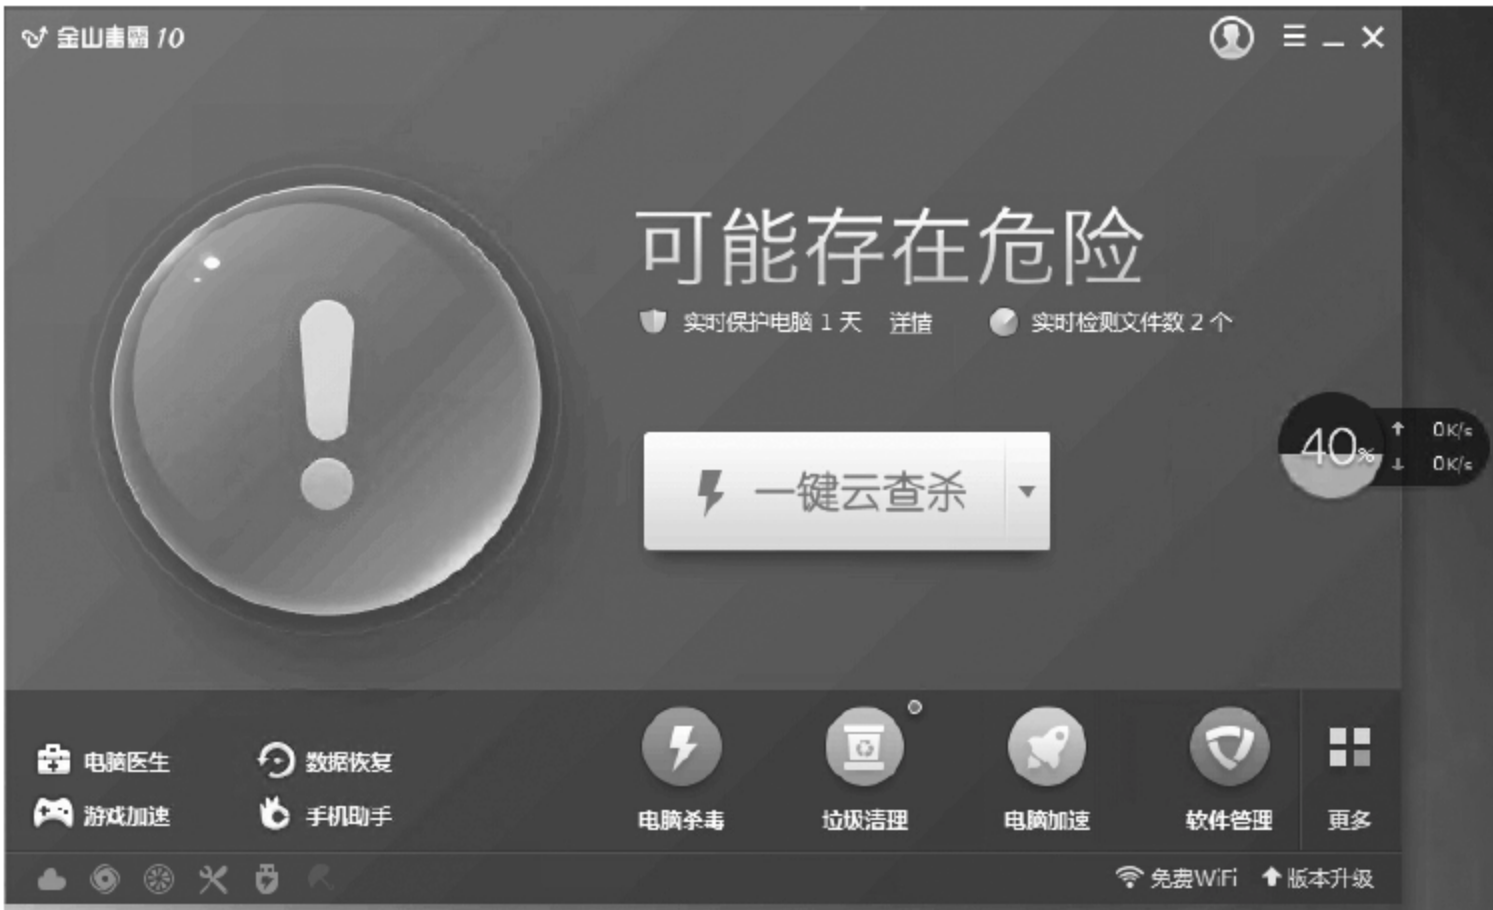 金山毒霸 10
可能存在危险
实时保护电脑 1 天 详情 实时检测文件数 2 个
40% 0K/s
0K/s
一键云查杀
电脑医生 数据恢复
游戏加速 手机助手
电脑杀毒 垃圾清理 电脑加速 软件管理 更多
免费WiFi 版本升级